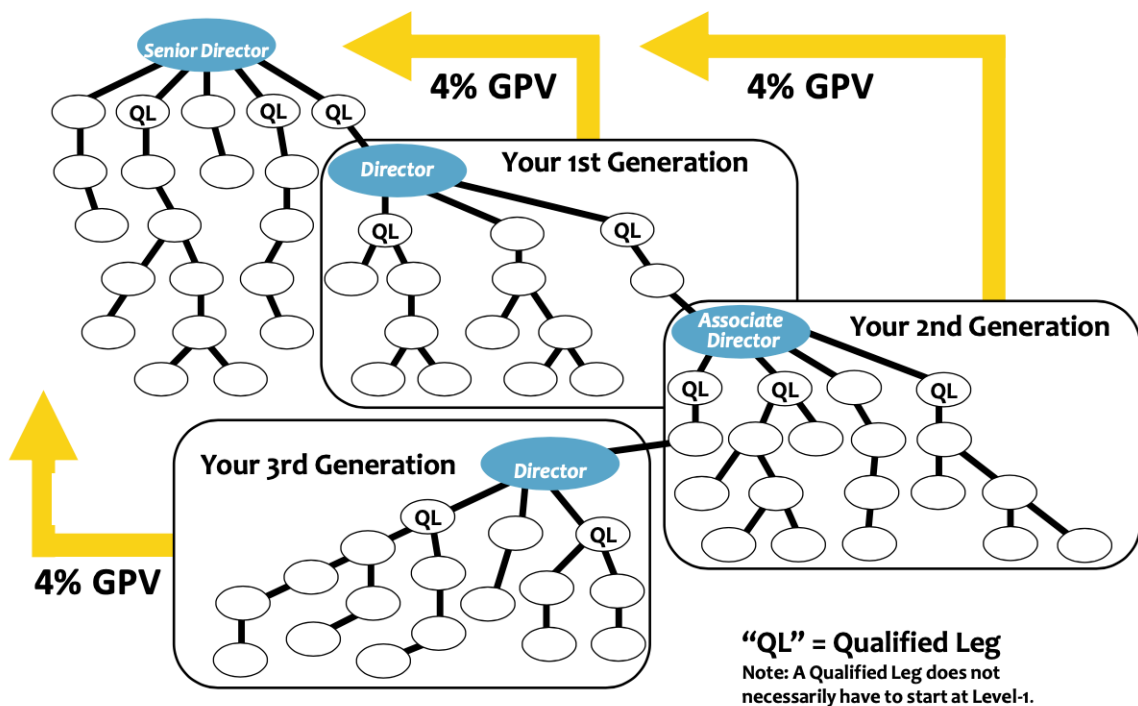 Senior Director
4% GPV
4% GPV
QL
QL
QL
Your 1st Generation
Director
QL
QL
Associate
Director
Your 2nd Generation
QL
QL
QL
Your 3rd Generation
Director
QL
QL
4% GPV
“QL” = Qualified Leg
Note: A Qualified Leg does not
necessarily have to start at Level-1.